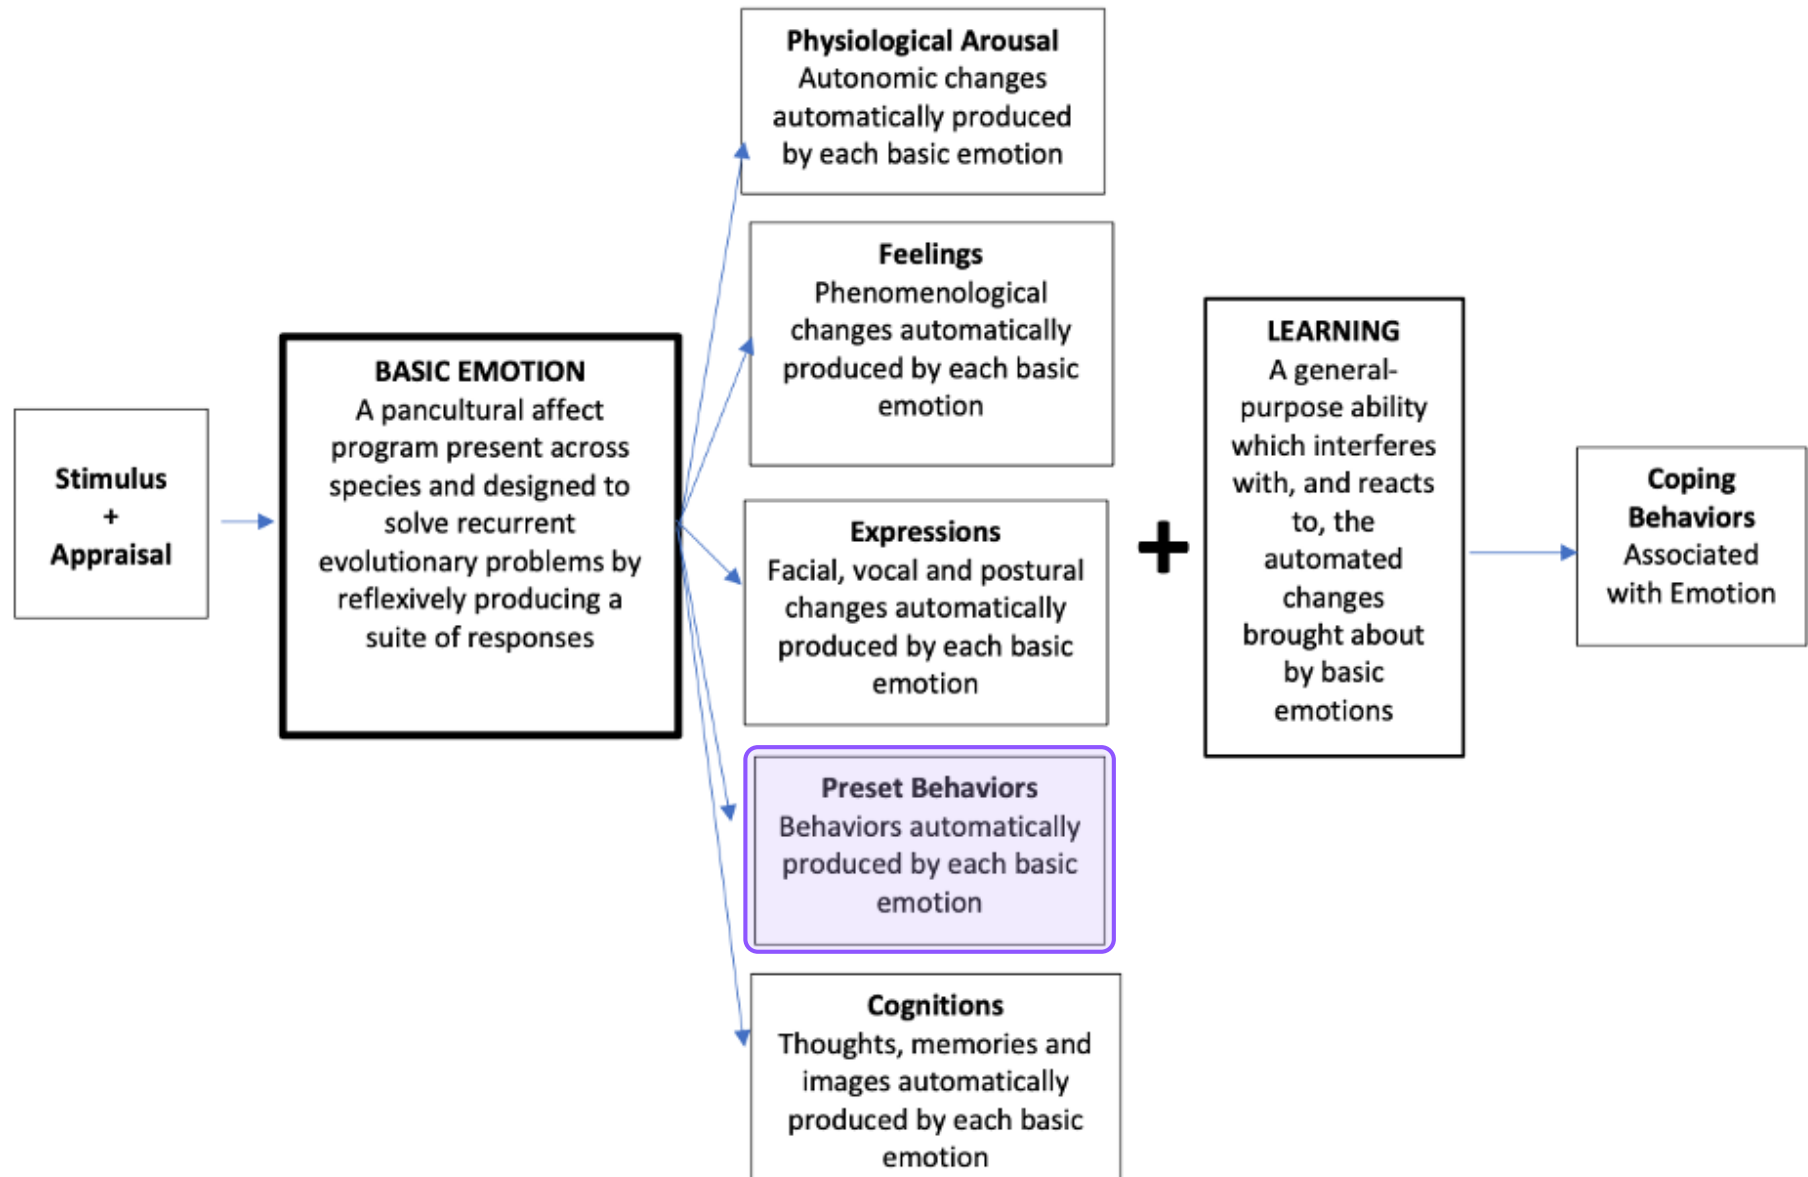 Stimulus
+
Appraisal
BASIC EMOTION
A pancultural affect
program present across
species and designed to
solve recurrent
evolutionary problems by
reflexively producing a
suite of responses
Physiological Arousal
Autonomic changes
automatically produced
by each basic emotion
Feelings
Phenomenological
changes automatically
produced by each basic
emotion
Expressions
Facial, vocal and postural
changes automatically
produced by each basic
emotion
Preset Behaviors
Behaviors automatically
produced by each basic
emotion
Cognitions
Thoughts, memories and
images automatically
produced by each basic
emotion
+
LEARNING
A general-
purpose ability
which interferes
with, and reacts
to, the
automated
changes
brought about
by basic
emotions
Coping
Behaviors
Associated
with Emotion